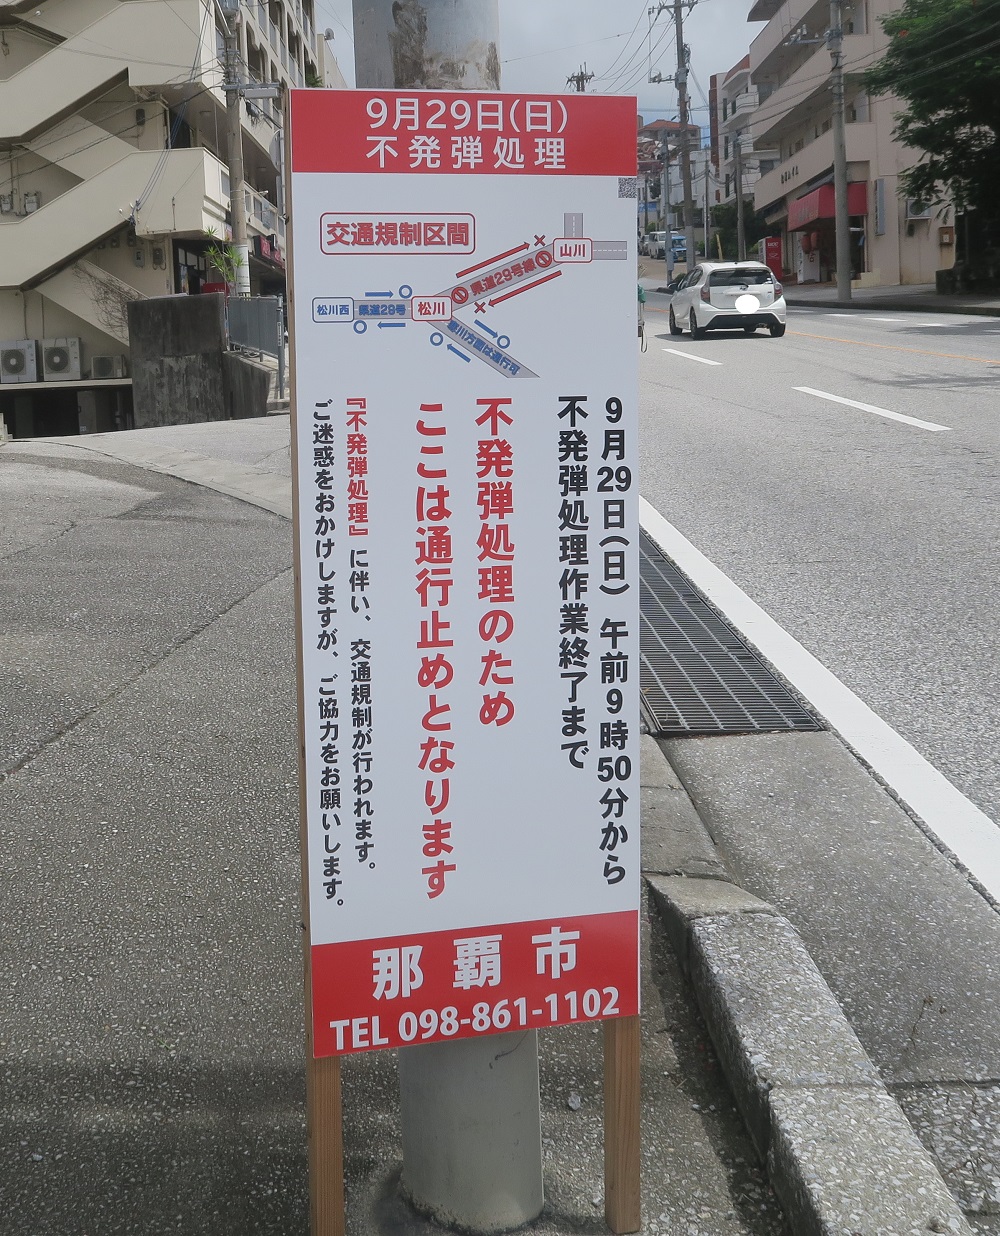 9月29日(日)
不発弾処理
交通規制区間
山川
県道29号線
松川
県道29号
松川西
寒川方面は通行可
9月29日(日) 午前9時50分から
不発弾処理作業終了まで
不発弾処理のため
ここは通行止めとなります
『不発弾処理』に伴い、交通規制が行われます。
ご迷惑をおかけしますが、ご協力をお願いします。
那覇市
TEL 098-861-1102